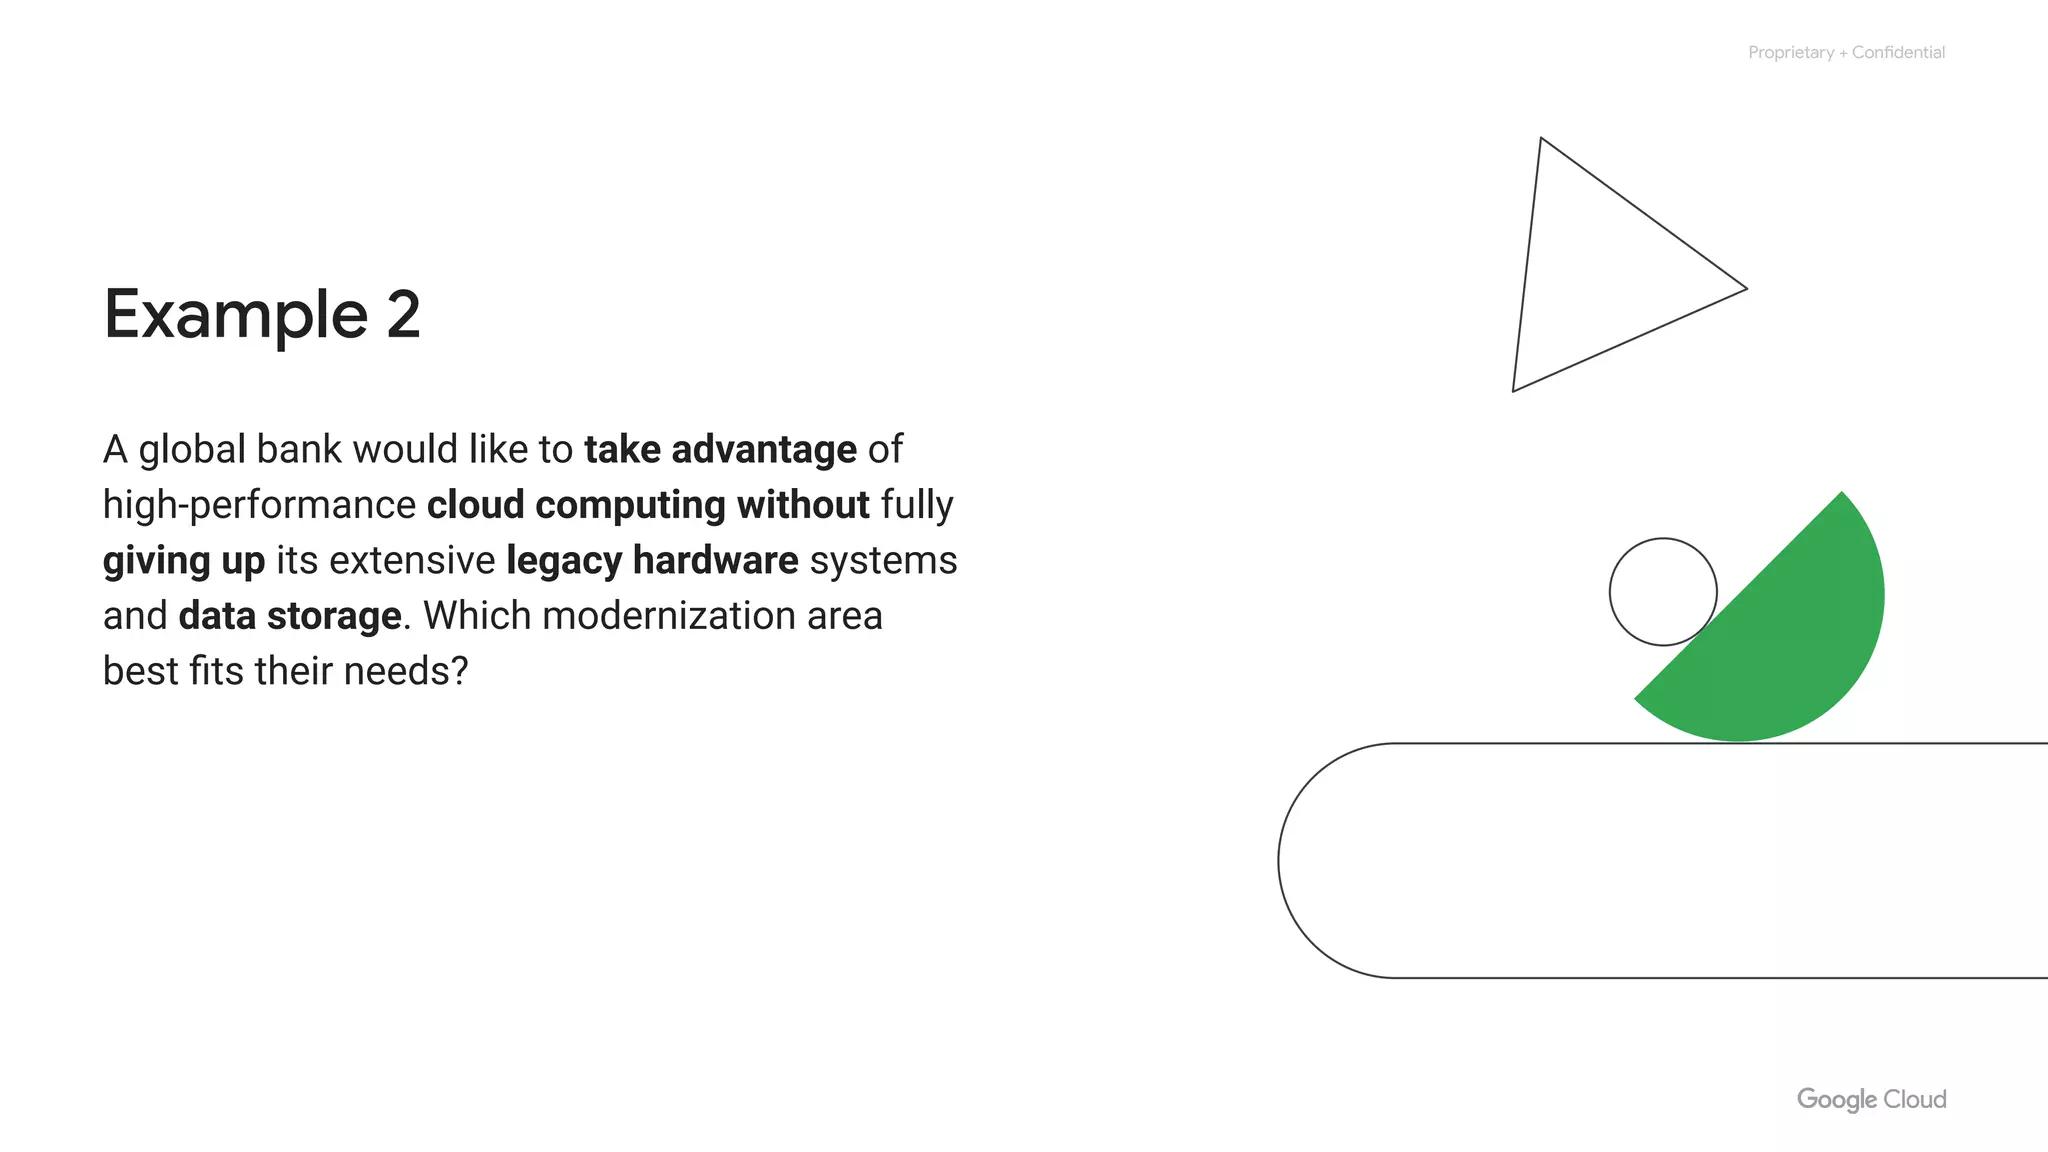 Proprietary + Confidential
Example 2
A global bank would like to take advantage of
high-performance cloud computing without fully
giving up its extensive legacy hardware systems
and data storage. Which modernization area
best fits their needs?
Google Cloud